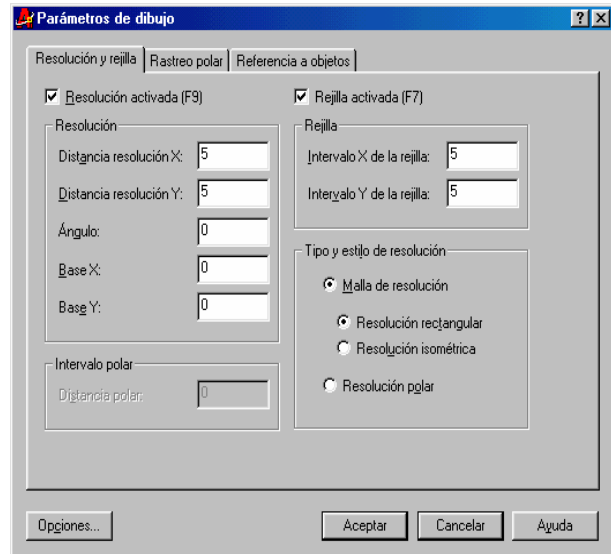 Parámetros de dibujo
Resolución y rejilla
Rastreo polar
Referencia a objetos
Resolución activada (F9)
Resolución
Distancia resolución X: 5
Distancia resolución Y: 5
Ángulo: 0
Base X: 0
Base Y: 0
Intervalo polar
Distancia polar: 0
Rejilla activada (F7)
Rejilla
Intervalo X de la rejilla: 5
Intervalo Y de la rejilla: 5
Tipo y estilo de resolución
Malla de resolución
Resolución rectangular
Resolución isométrica
Resolución polar
Opciones...
Aceptar
Cancelar
Ayuda